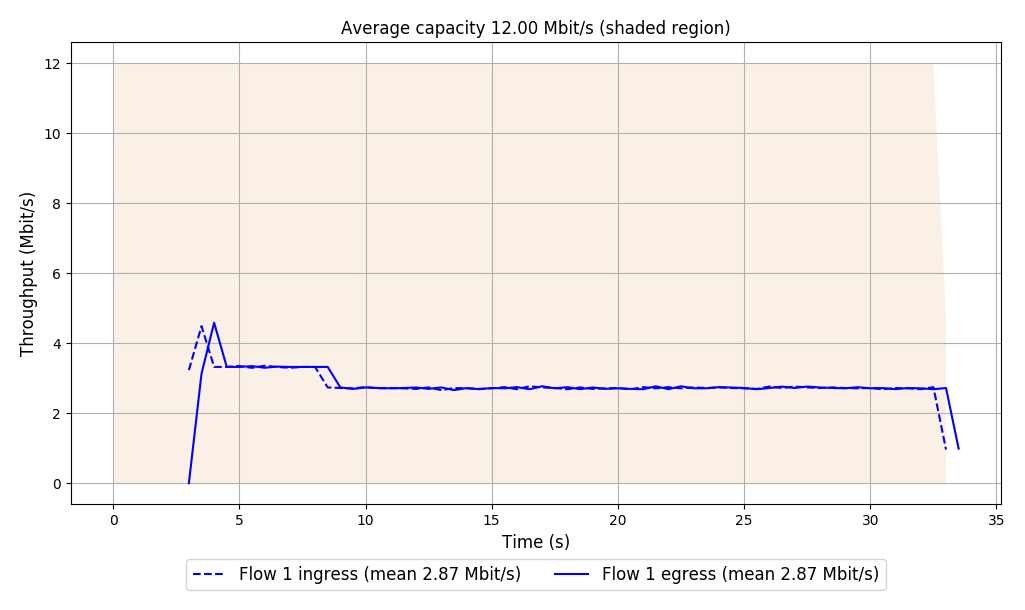 Average capacity 12.00 Mbit/s (shaded region)
Throughput (Mbit/s)
12
10
8
6
4
2
0
0 5 10 15 20 25 30 35
Time (s)
Flow 1 ingress (mean 2.87 Mbit/s) Flow 1 egress (mean 2.87 Mbit/s)